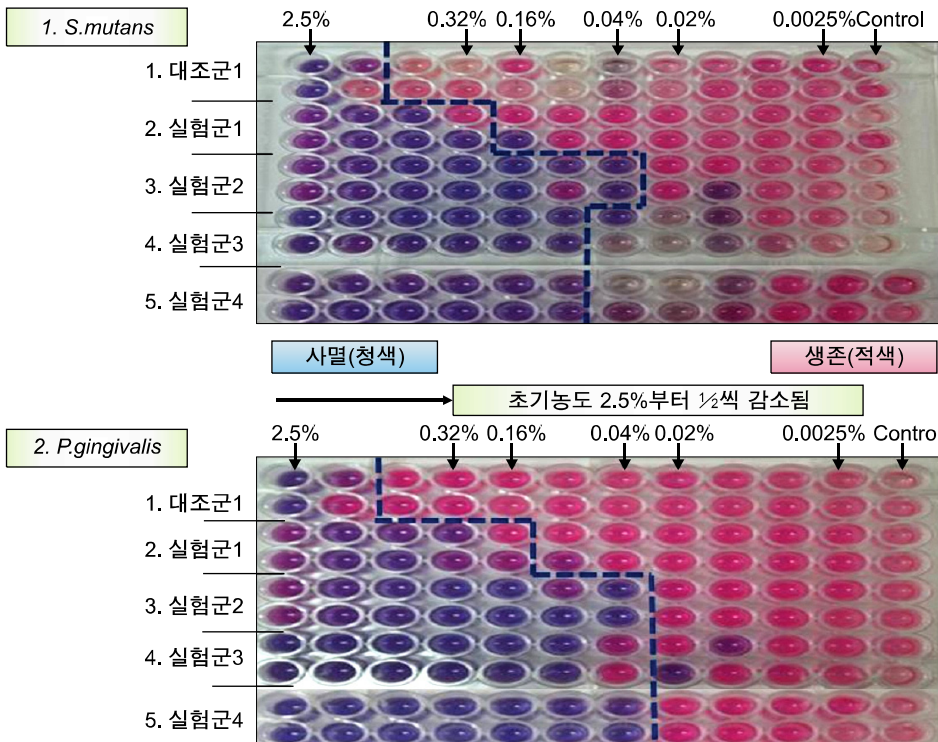 1. S.mutans
2.5% 0.32% 0.16% 0.04% 0.02% 0.0025% Control
1. 대조군1
2. 실험군1
3. 실험군2
4. 실험군3
5. 실험군4
사멸(청색) 생존(적색)
초기농도 2.5%부터 ½씩 감소됨
2. P.gingivalis
2.5% 0.32% 0.16% 0.04% 0.02% 0.0025% Contro
1. 대조군1
2. 실험군1
3. 실험군2
4. 실험군3
5. 실험군4